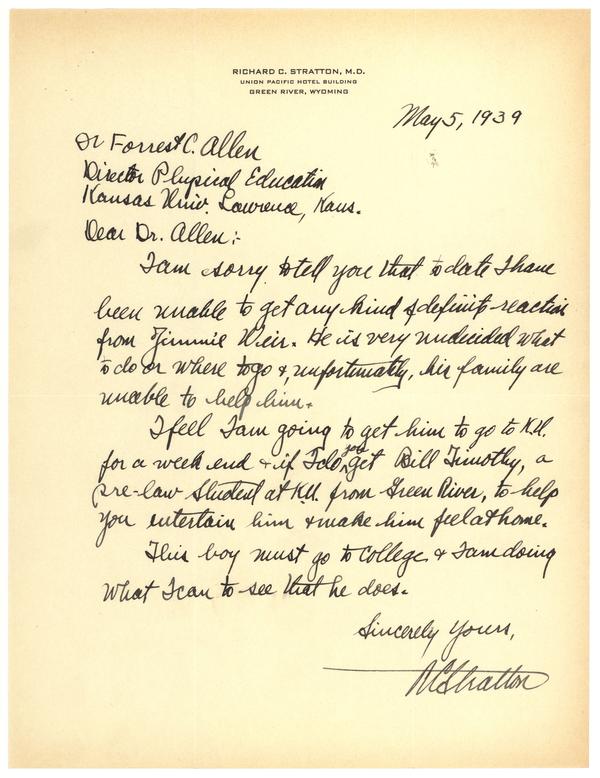 RICHARD C. STRATTON, M.D.
UNION PACIFIC HOTEL BUILDING
GREEN RIVER, WYOMING
May 5, 1939
Dr Forrest C. Allen
Director Physical Education
Kansas Univ. Lawrence, Kans.
Dear Dr. Allen:-
I am sorry to tell you that to date I have
been unable to get any kind of definite reaction
from Jimmie Weir. He is very undecided what
to do or where to go &, unfortunately, his family are
unable to help him.
I feel I am going to get him to go to K.U.
for a week end & if I do you get Bill Timothy, a
pre-law student at K.U. from Green River, to help
you entertain him & make him feel at home.
This boy must go to College & I am doing
what I can to see that he does.
Sincerely Yours,
RCStratton